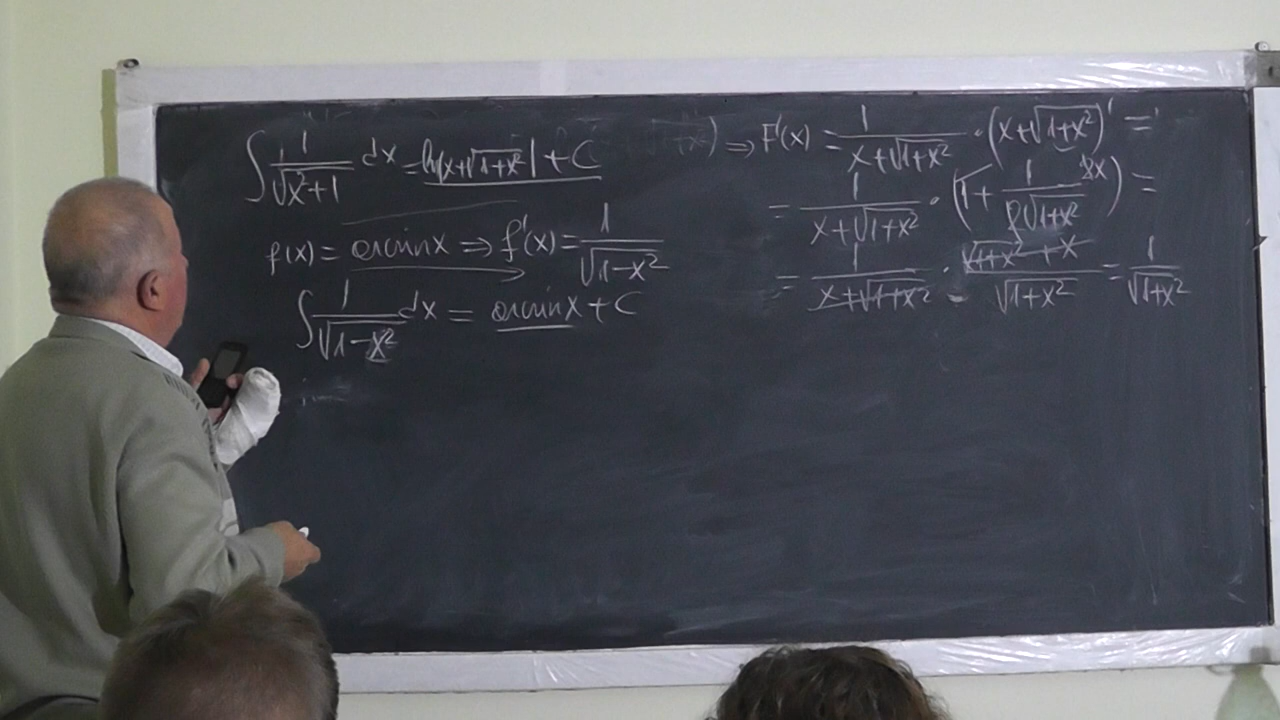 ∫ 1/√(x²+1) dx = ln|x+√(1+x²)| + C
f(x) = arcsin x ⇒ f'(x) = 1/√(1-x²)
∫ 1/√(1-x²) dx = arcsin x + C
) ⇒ F'(x) = 1/(x+√(1+x²)) · (x+√(1+x²))' =
= 1/(x+√(1+x²)) · (1 + 1/(2√(1+x²)) 2x) =
= 1/(x+√(1+x²)) · (√(1+x²) + x)/√(1+x²) = 1/√(1+x²)